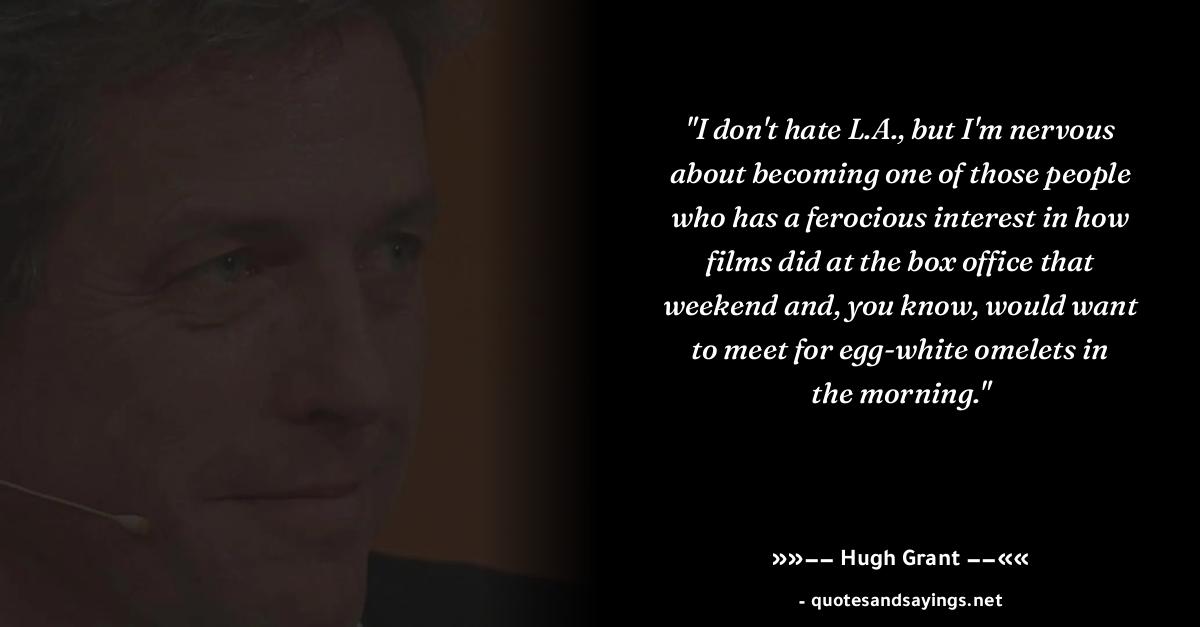 "I don't hate L.A., but I'm nervous
about becoming one of those people
who has a ferocious interest in how
films did at the box office that
weekend and, you know, would want
to meet for egg-white omelets in
the morning."
»»−− Hugh Grant −−««
- quotesandsayings.net